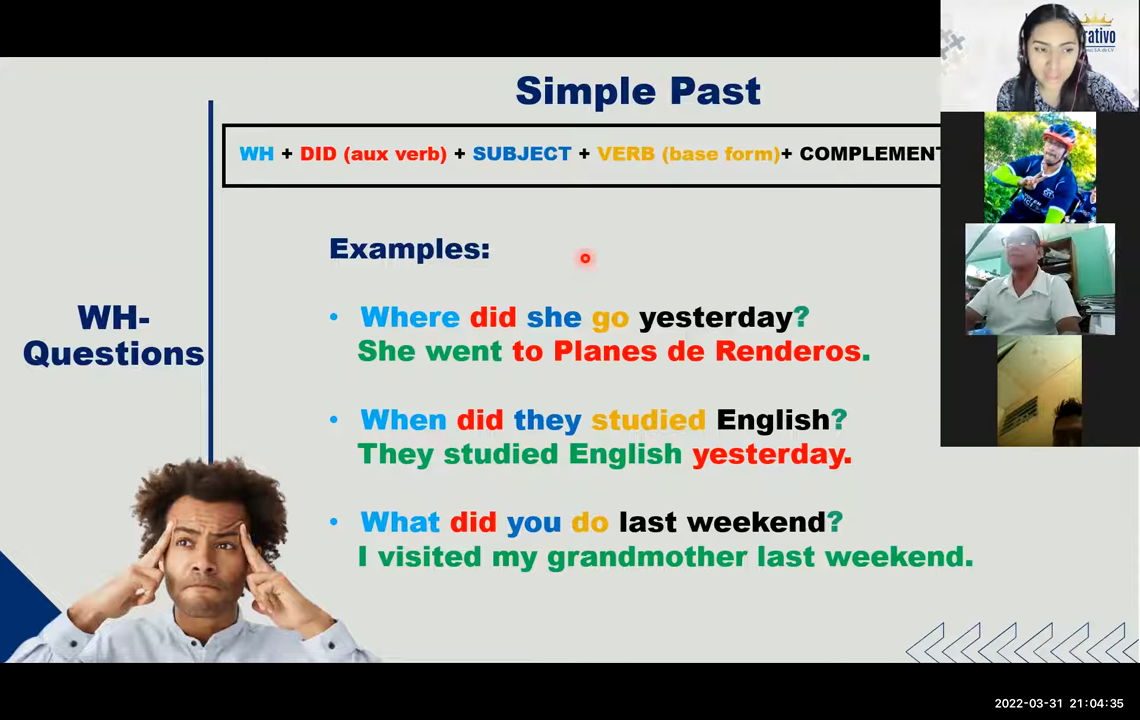 Simple Past
WH + DID (aux verb) + SUBJECT + VERB (base form)+ COMPLEMENT
WH-
Questions
Examples:
• Where did she go yesterday?
She went to Planes de Renderos.
• When did they studied English?
They studied English yesterday.
• What did you do last weekend?
I visited my grandmother last weekend.
rativo
2022-03-31 21:04:35